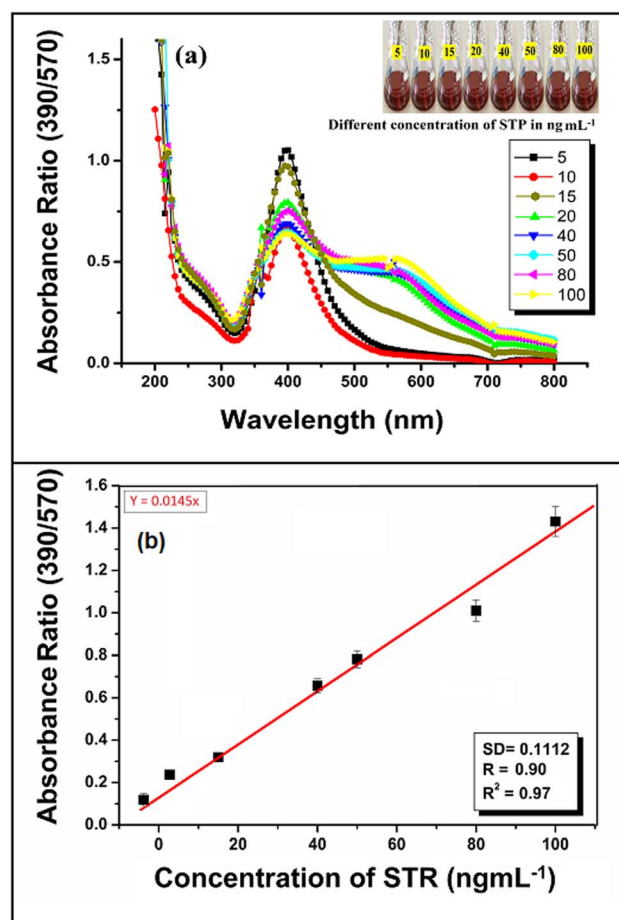 (a)
5 10 15 20 40 50 80 100
Different concentration of STP in ng mL⁻¹
5
10
15
20
40
50
80
100
Absorbance Ratio (390/570)
1.5
1.0
0.5
0.0
200 300 400 500 600 700 800
Wavelength (nm)
Y = 0.0145x
(b)
Absorbance Ratio (390/570)
1.6
1.4
1.2
1.0
0.8
0.6
0.4
0.2
0.0
SD= 0.1112
R = 0.90
R² = 0.97
0 20 40 60 80 100
Concentration of STR (ngmL⁻¹)